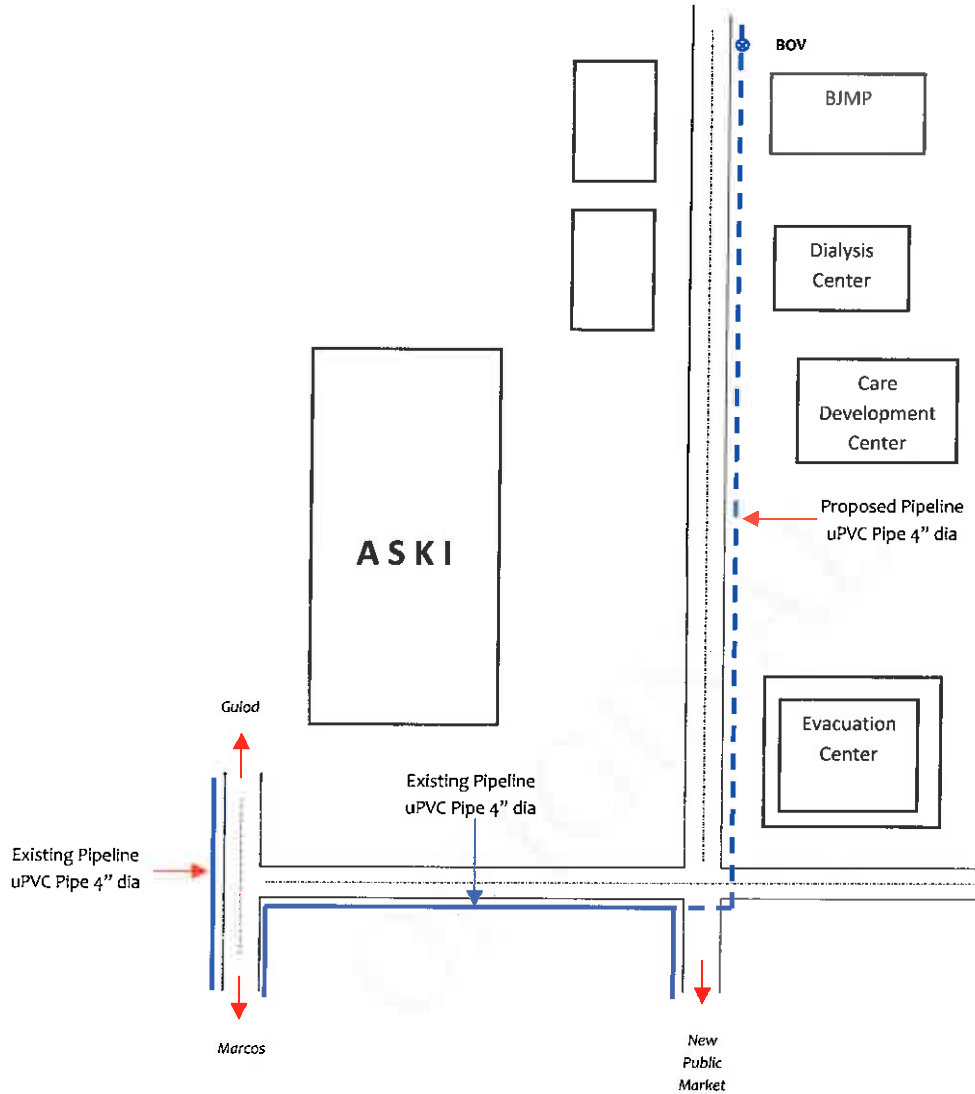 BOV
BJMP
Dialysis
Center
Care
Development
Center
Proposed Pipeline
uPVC Pipe 4” dia
ASKI
Gulod
Evacuation
Center
Existing Pipeline
uPVC Pipe 4” dia
Existing Pipeline
uPVC Pipe 4” dia
Marcos
New
Public
Market